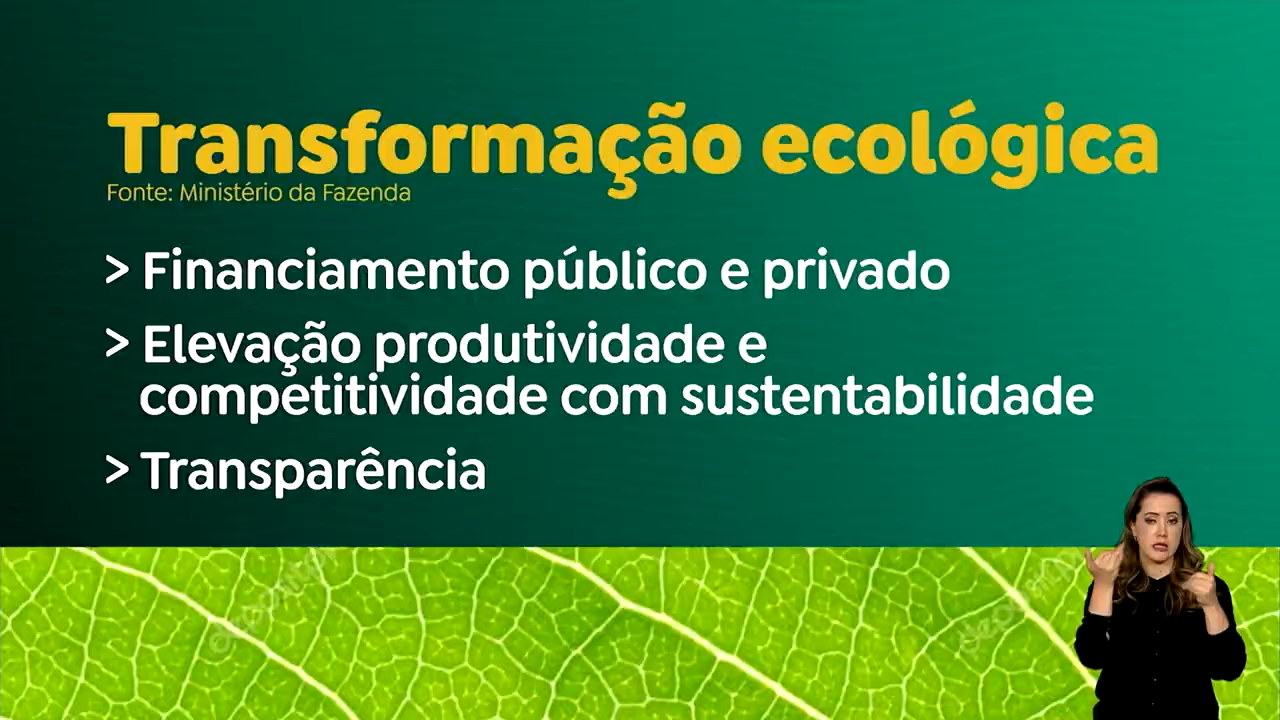 Transformação ecológica
Fonte: Ministério da Fazenda
> Financiamento público e privado
> Elevação produtividade e
competitividade com sustentabilidade
> Transparência